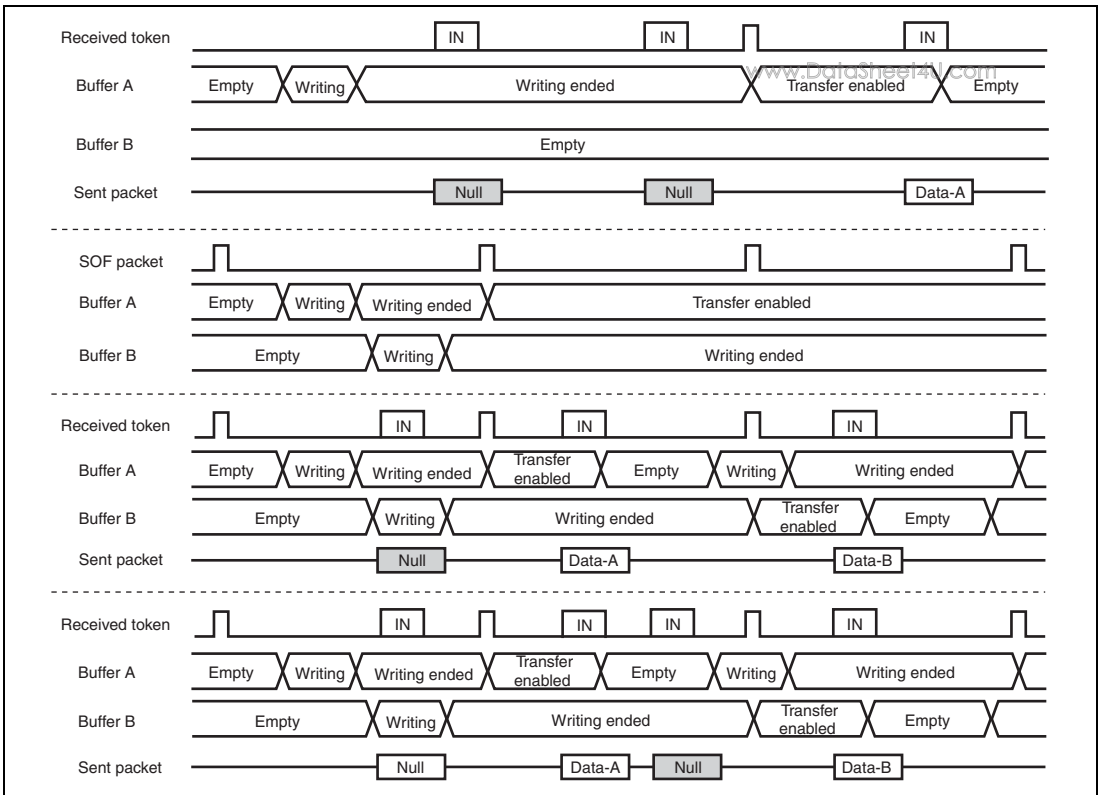 Received token IN IN IN
www.DataSheet4U.com
Buffer A Empty Writing Writing ended Transfer enabled Empty
Buffer B Empty
Sent packet Null Null Data-A
SOF packet
Buffer A Empty Writing Writing ended Transfer enabled
Buffer B Empty Writing Writing ended
Received token IN IN IN
Buffer A Empty Writing Writing ended Transfer enabled Empty Writing Writing ended
Buffer B Empty Writing Writing ended Transfer enabled Empty
Sent packet Null Data-A Data-B
Received token IN IN IN IN
Buffer A Empty Writing Writing ended Transfer enabled Empty Writing Writing ended
Buffer B Empty Writing Writing ended Transfer enabled Empty
Sent packet Null Data-A Null Data-B